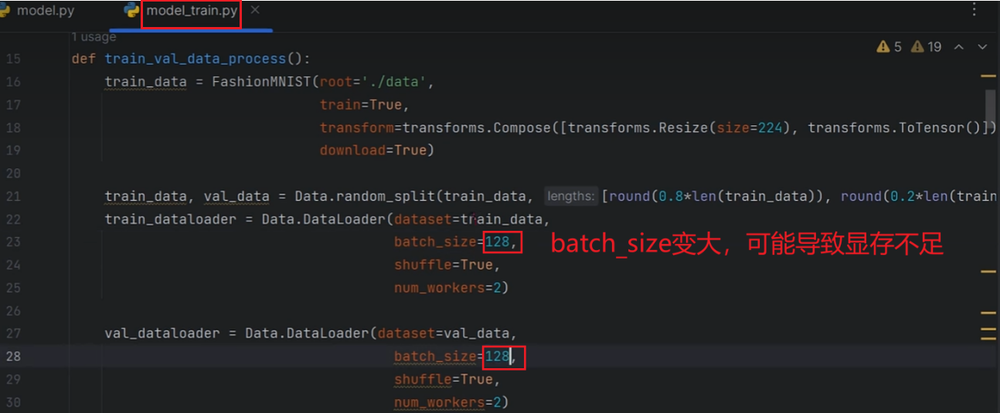 model.py
model_train.py
1 usage
5 19
15 def train_val_data_process():
16 train_data = FashionMNIST(root='./data',
17 train=True,
18 transform=transforms.Compose([transforms.Resize(size=224), transforms.ToTensor()])
19 download=True)
20
21 train_data, val_data = Data.random_split(train_data, lengths: [round(0.8*len(train_data)), round(0.2*len(train
22 train_dataloader = Data.DataLoader(dataset=train_data,
23 batch_size=128, batch_size变大，可能导致显存不足
24 shuffle=True,
25 num_workers=2)
26
27 val_dataloader = Data.DataLoader(dataset=val_data,
28 batch_size=128,
29 shuffle=True,
30 num_workers=2)